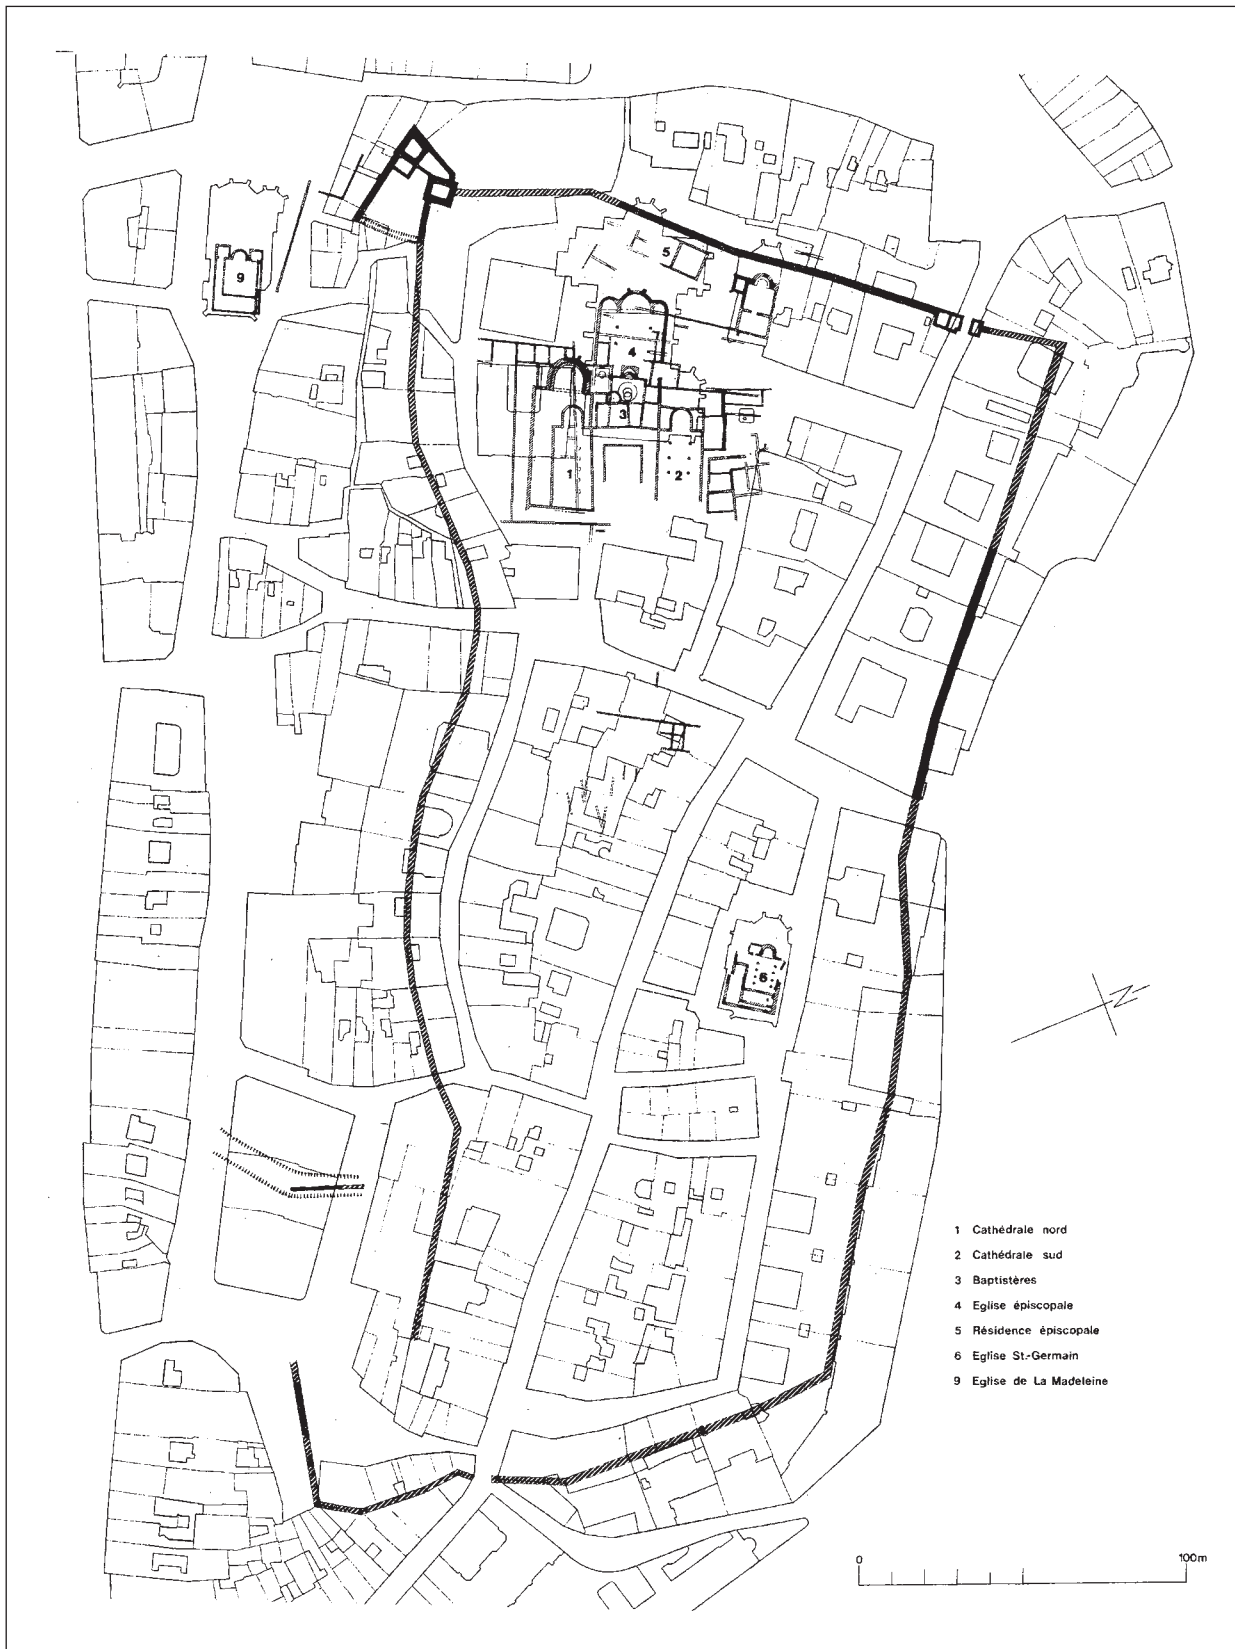 9
5
4
3
1
2
6
N
1 Cathédrale nord
2 Cathédrale sud
3 Baptistères
4 Eglise épiscopale
5 Résidence épiscopale
6 Eglise St.-Germain
9 Eglise de La Madeleine
0 100m